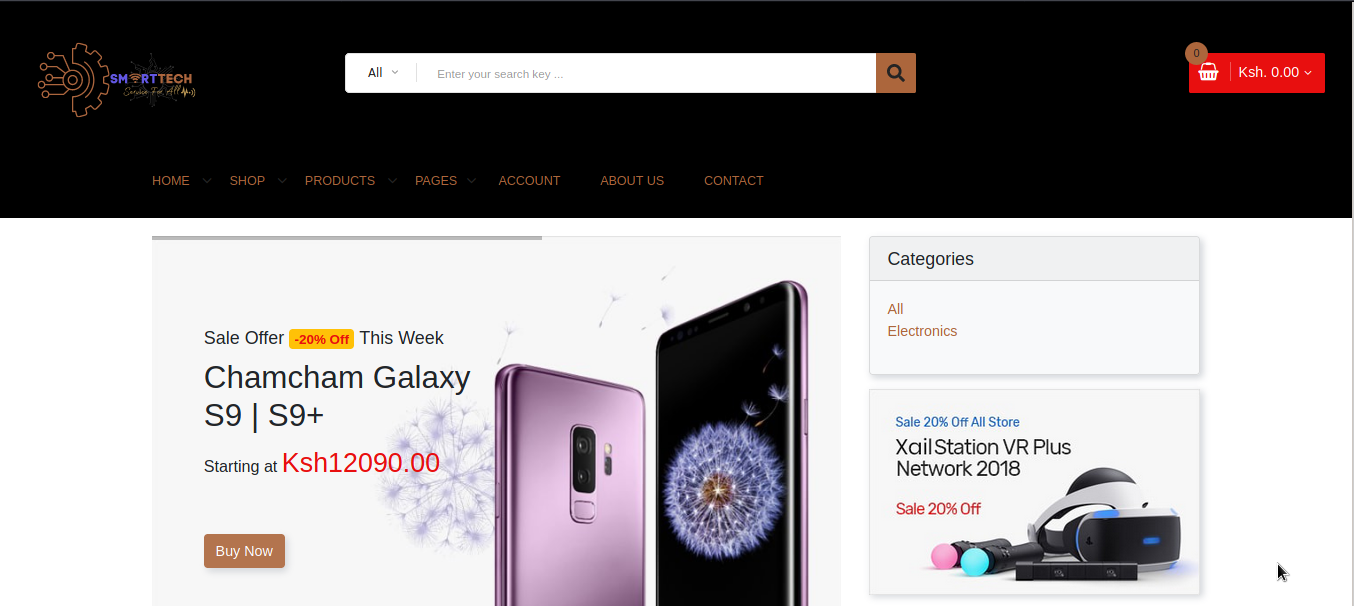 SMARTTECH
Service For All
All
Enter your search key ...
0
Ksh. 0.00
HOME SHOP PRODUCTS PAGES ACCOUNT ABOUT US CONTACT
Sale Offer -20% Off This Week
Chamcham Galaxy
S9 | S9+
Starting at Ksh12090.00
Buy Now
Categories
All
Electronics
Sale 20% Off All Store
XailStation VR Plus
Network 2018
Sale 20% Off